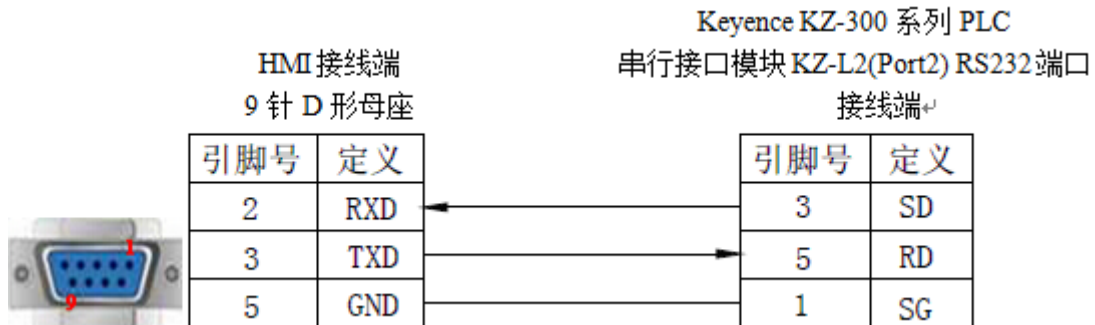 Keyence KZ-300 系列 PLC
HMI 接线端
串行接口模块 KZ-L2(Port2) RS232端口
9 针 D 形母座
接线端↵
引脚号 定义 引脚号 定义
2 RXD 3 SD
1
3 TXD 5 RD
9
5 GND 1 SG